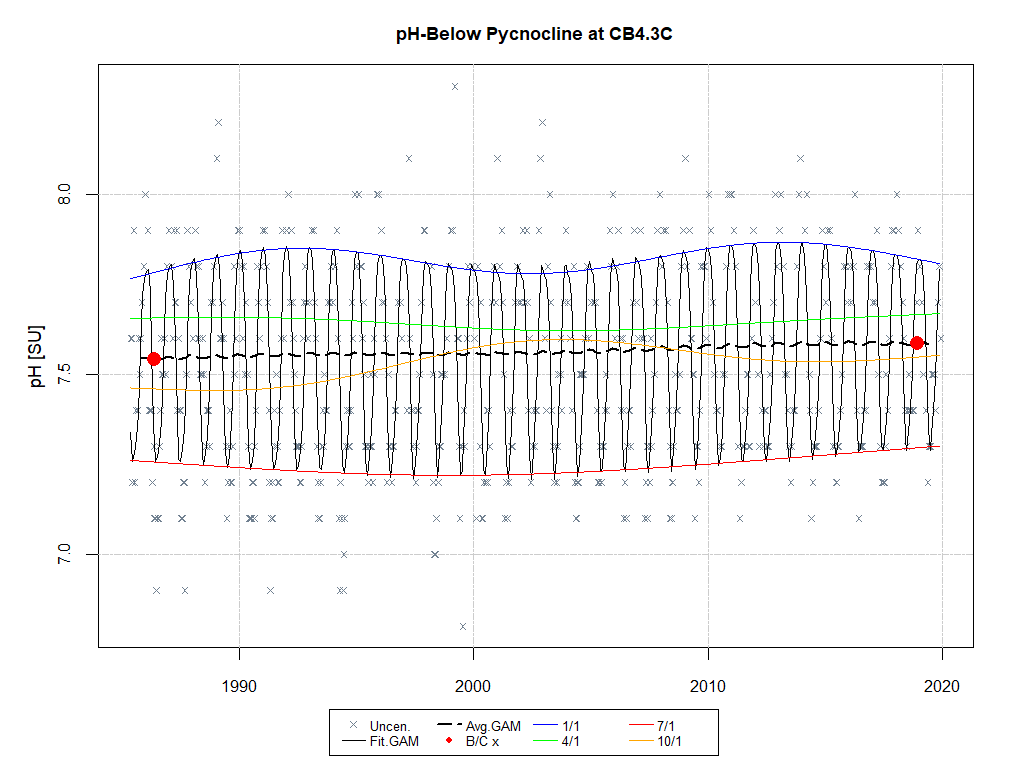 pH-Below Pycnocline at CB4.3C
pH [SU]
8.0
7.5
7.0
1990 2000 2010 2020
Uncen. Avg.GAM 1/1 7/1
Fit.GAM B/C x 4/1 10/1